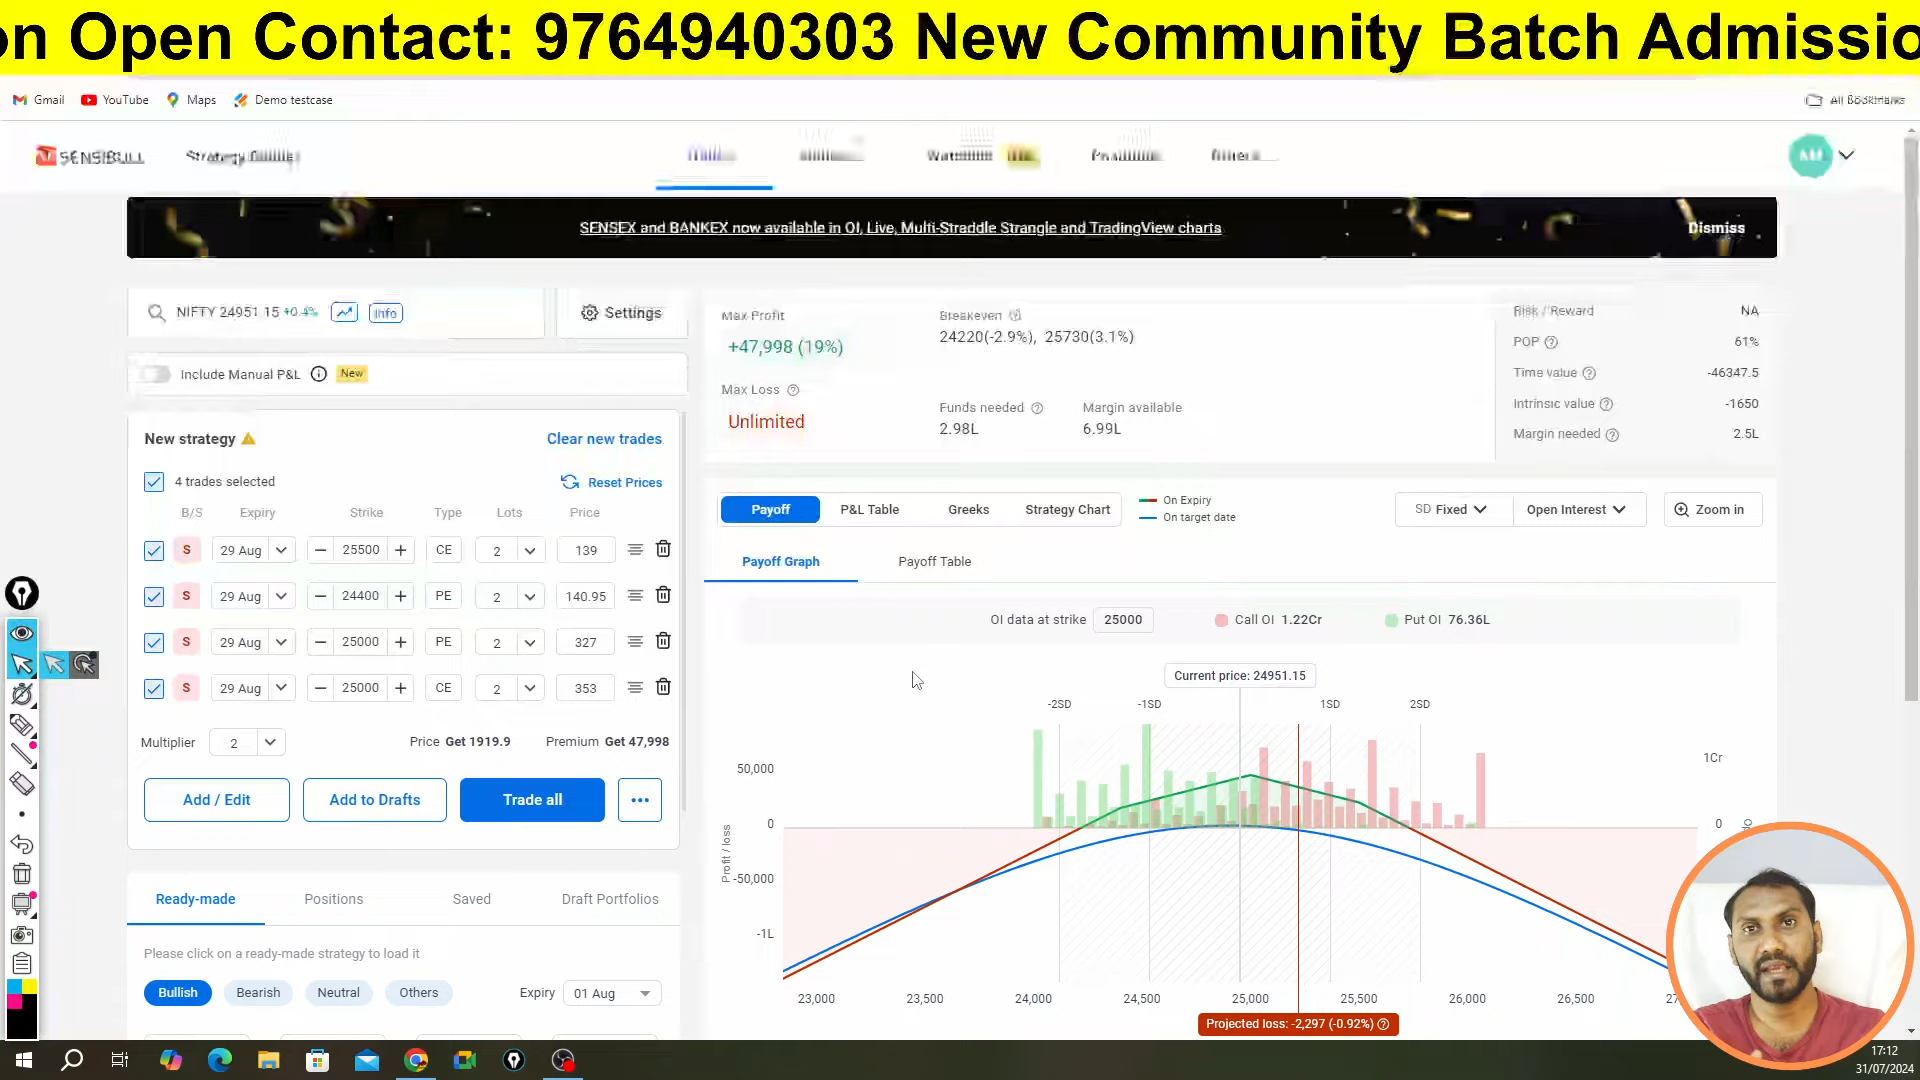 on Open Contact: 9764940303 New Community Batch Admissio
Gmail YouTube Maps Demo testcase All Bookmarks
SENSIBULL Strategy Builder
SENSEX and BANKEX now available in OI, Live, Multi-Straddle Strangle and TradingView charts Dismiss
NIFTY 24951.15 +0.4% Info Settings
Include Manual P&L New
Max Profit
+47,998 (19%)
Max Loss
Unlimited
Breakeven
24220(-2.9%), 25730(3.1%)
Funds needed Margin available
2.98L 6.99L
Risk / Reward NA
POP 61%
Time value -46347.5
Intrinsic value -1650
Margin needed 2.5L
New strategy Clear new trades
4 trades selected Reset Prices
B/S Expiry Strike Type Lots Price
S 29 Aug 25500 CE 2 139
S 29 Aug 24400 PE 2 140.95
S 29 Aug 25000 PE 2 327
S 29 Aug 25000 CE 2 353
Multiplier 2 Price Get 1919.9 Premium Get 47,998
Add / Edit Add to Drafts Trade all
Ready-made Positions Saved Draft Portfolios
Please click on a ready-made strategy to load it
Bullish Bearish Neutral Others Expiry 01 Aug
Payoff P&L Table Greeks Strategy Chart
On Expiry
On target date
SD Fixed Open Interest Zoom in
Payoff Graph Payoff Table
OI data at strike 25000 Call OI 1.22Cr Put OI 76.36L
Current price: 24951.15
-2SD -1SD 1SD 2SD
50,000 1Cr
0 0
-50,000
-1L
Profit / loss
23,000 23,500 24,000 24,500 25,000 25,500 26,000 26,500
Projected loss: -2,297 (-0.92%)
17:12
31/07/2024